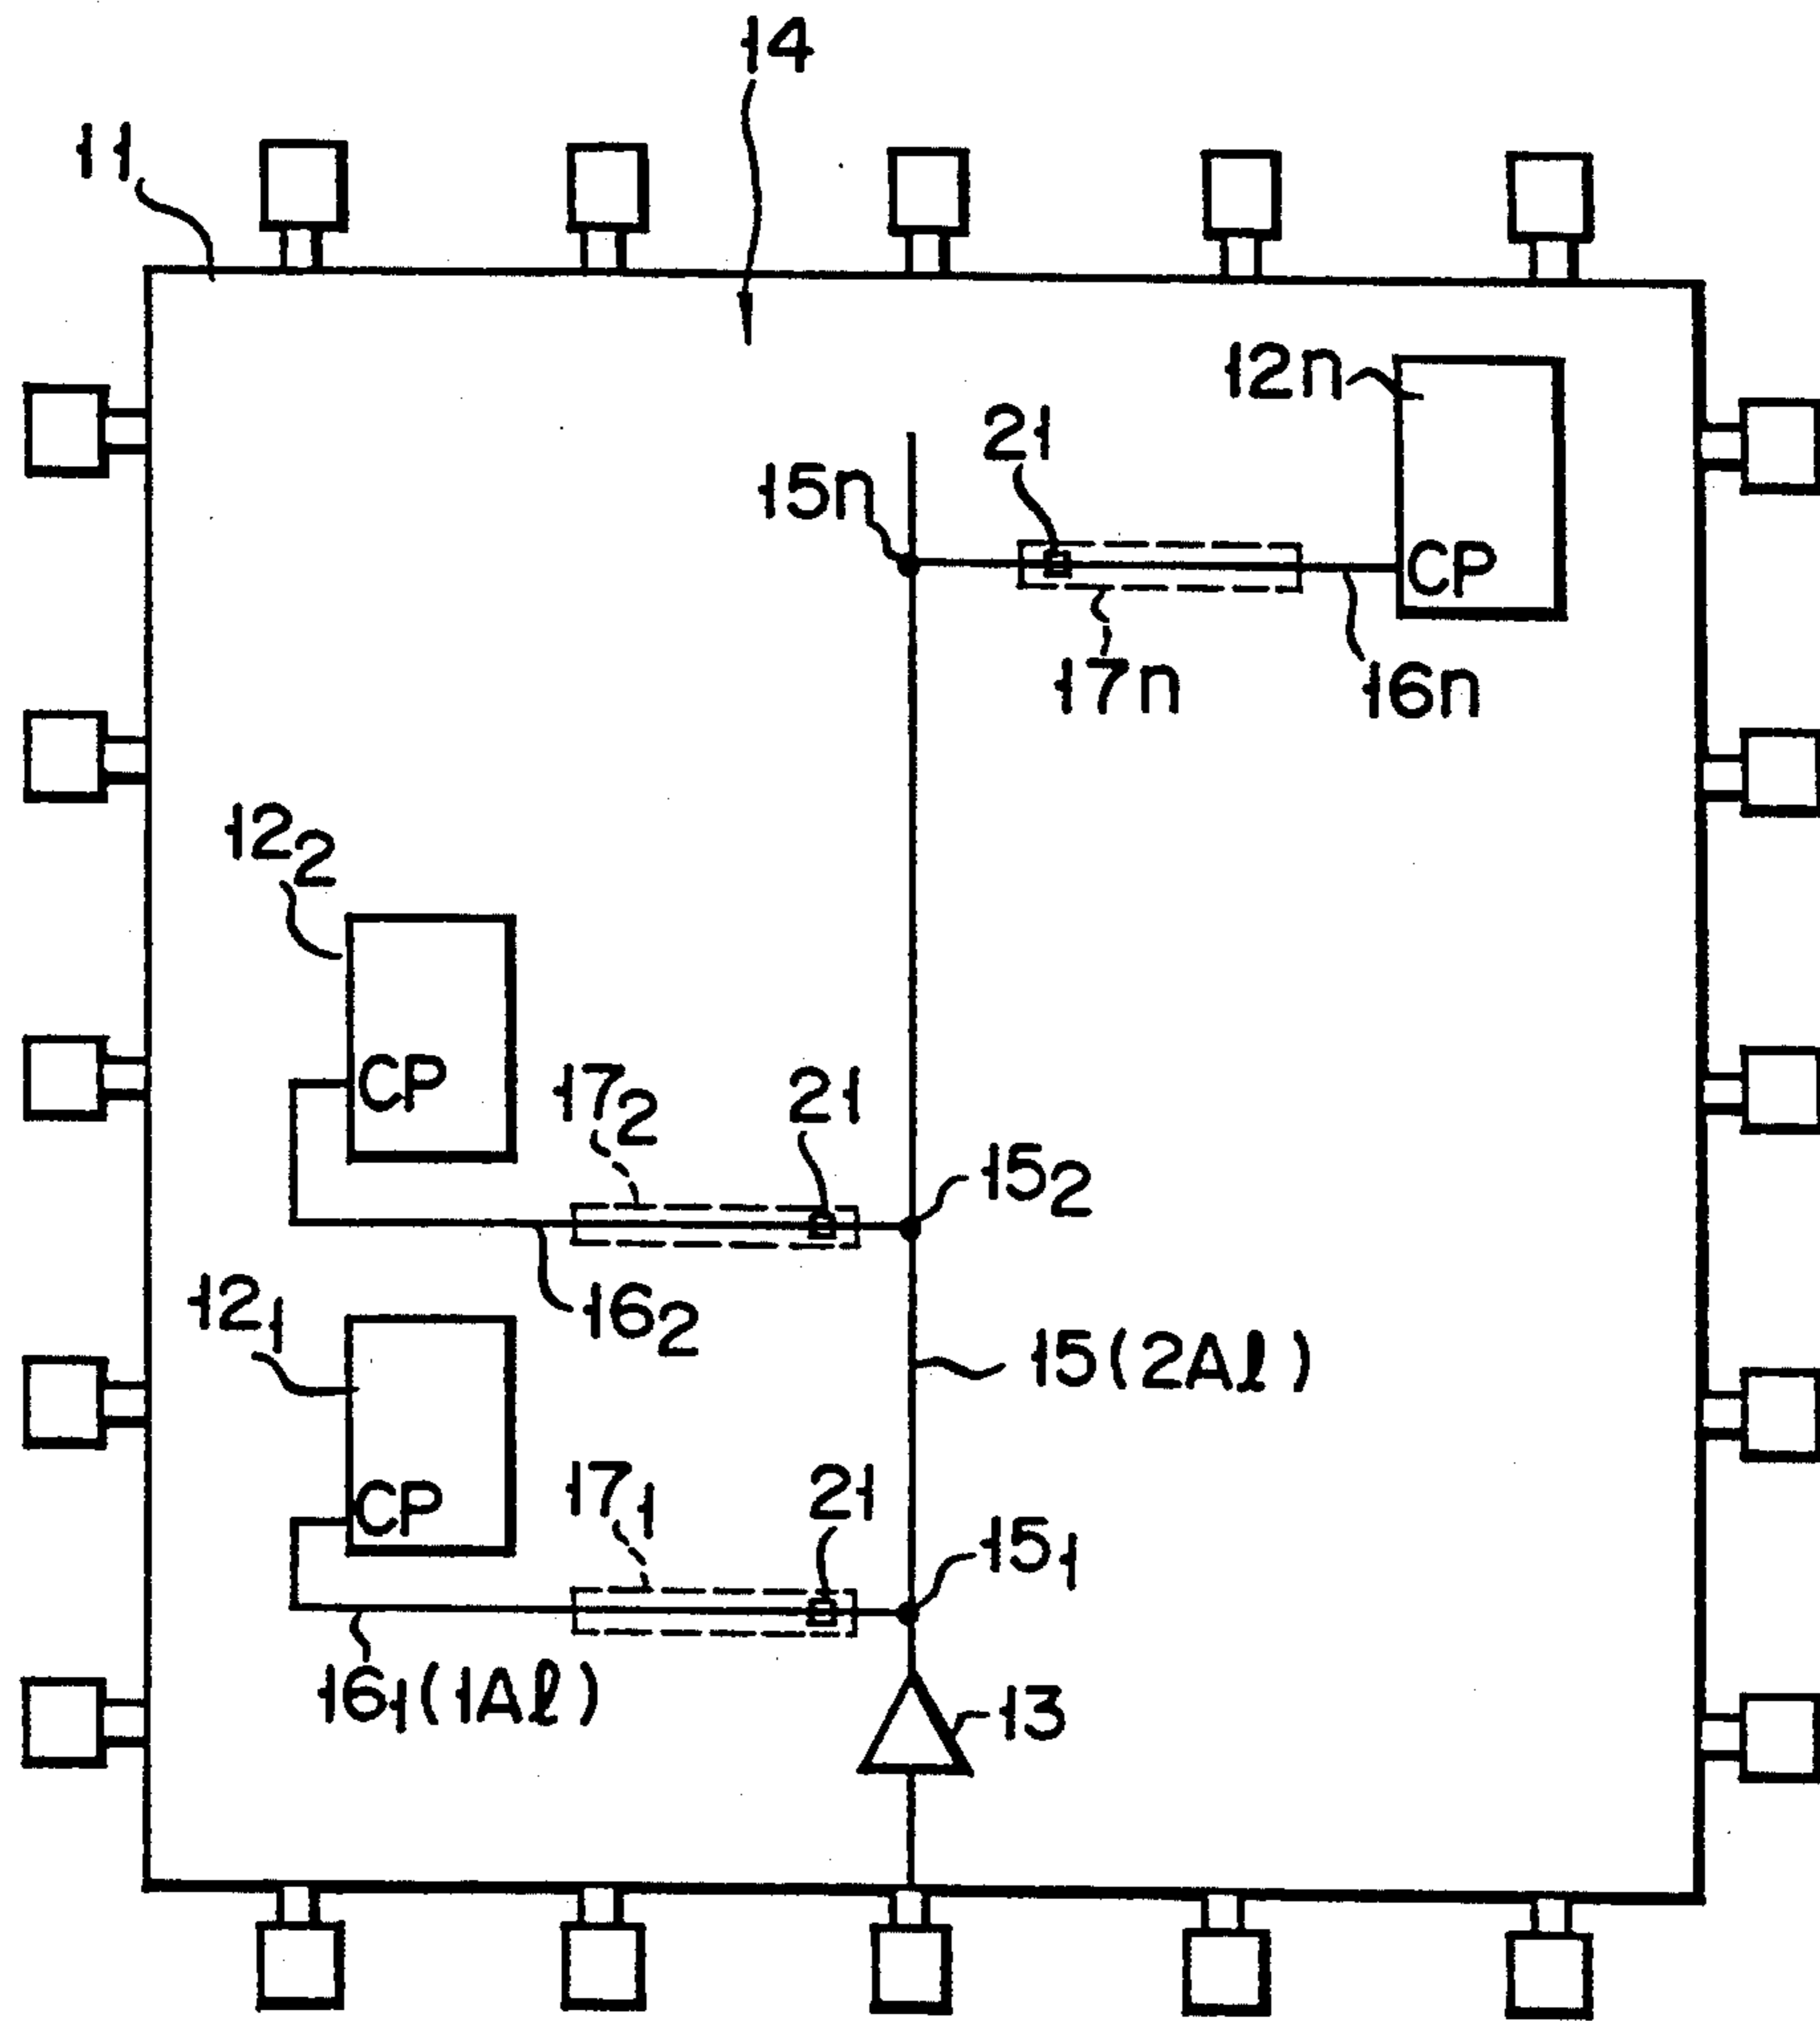 14
11
12n
21
15n
CP
17n
16n
12₂
CP
17₂
21
15₂
16₂
12₁
15(2Aℓ)
CP
17₁
21
15₁
16₁(1Aℓ)
13